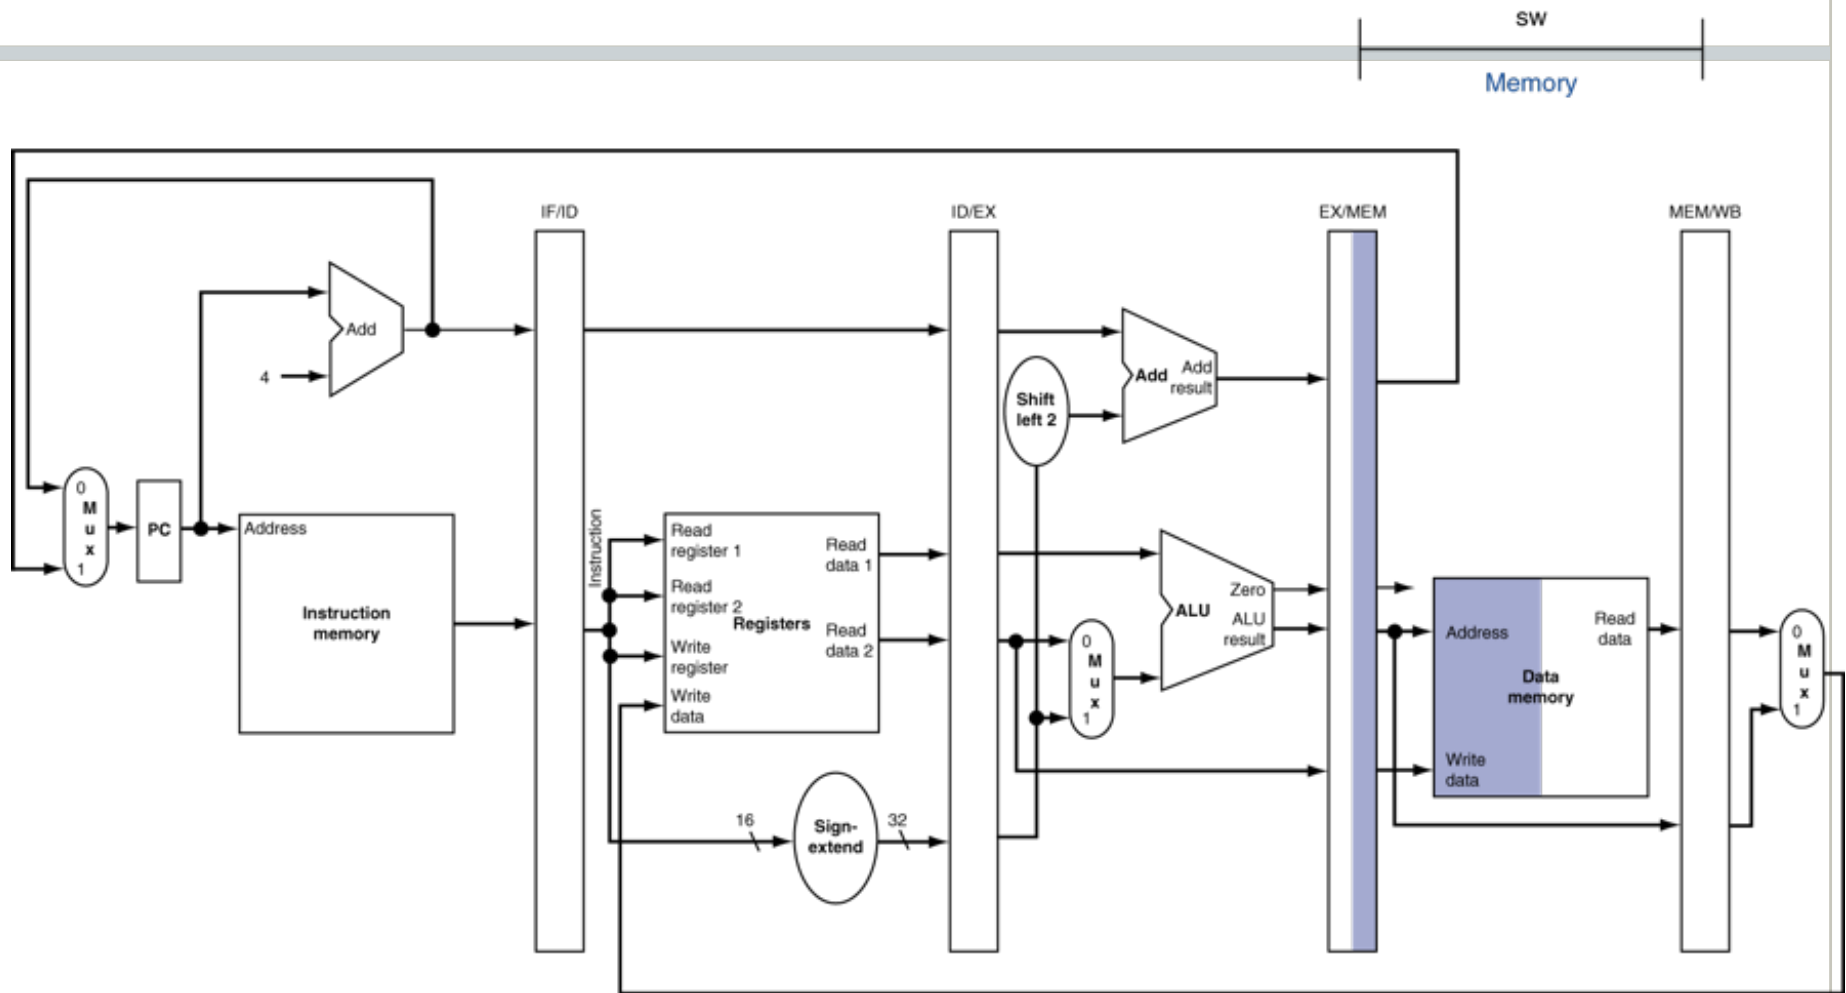 SW
Memory
IF/ID
ID/EX
EX/MEM
MEM/WB
Add
4
Add
Add
result
Shift
left 2
0
M
u
x
1
PC
Address
Instruction
memory
Instruction
Read
register 1
Read
register 2
Write
register
Write
data
Registers
Read
data 1
Read
data 2
16
Sign-
extend
32
0
M
u
x
1
Zero
ALU
ALU
result
Address
Read
data
Data
memory
Write
data
0
M
u
x
1